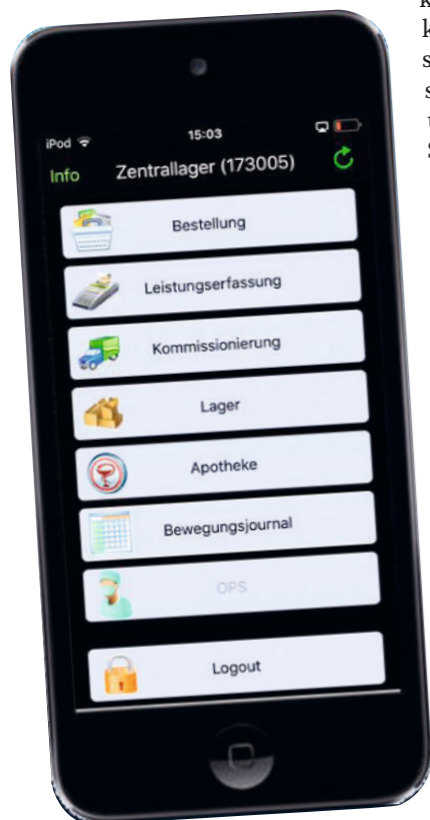 iPod 15:03
Info Zentrallager (173005)
Bestellung
Leistungserfassung
Kommissionierung
Lager
Apotheke
Bewegungsjournal
OPS
Logout